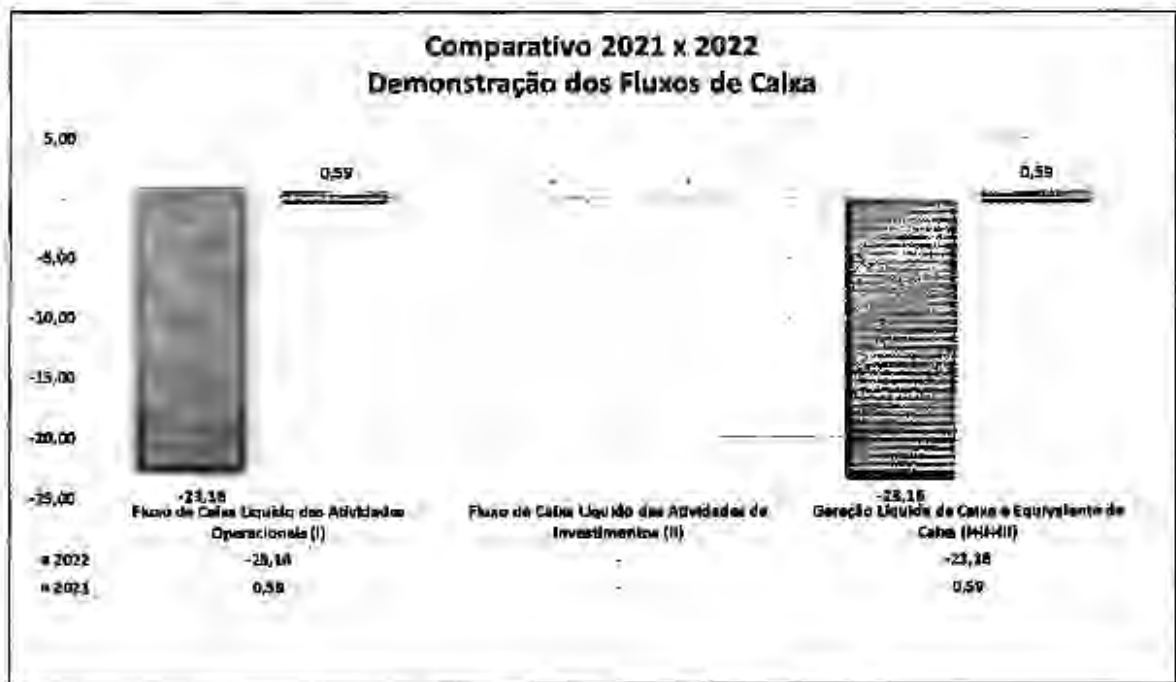 Comparativo 2021 x 2022
Demonstração dos Fluxos de Caixa
5,00
0,59
0,59
-
-5,00
-10,00
-15,00
-20,00
-25,00
-23,16
-23,16
Fluxo de Caixa Líquido das Atividades Operacionais (I)
Fluxo de Caixa Líquido das Atividades de Investimentos (II)
Geração Líquida de Caixa e Equivalente de Caixa (I+II+III)
2022 -23,16 - -23,16
2021 0,59 - 0,59